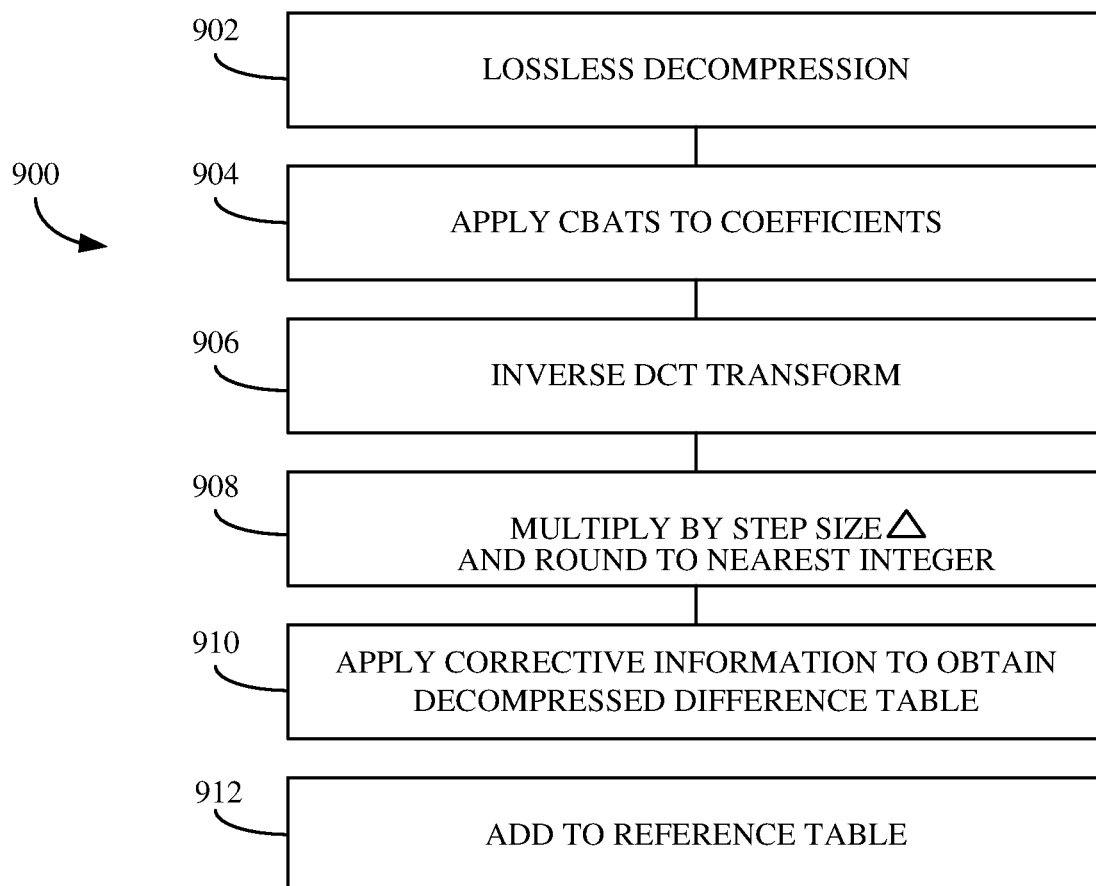 902
LOSSLESS DECOMPRESSION
900
904
APPLY CBATS TO COEFFICIENTS
906
INVERSE DCT TRANSFORM
908
MULTIPLY BY STEP SIZE △
AND ROUND TO NEAREST INTEGER
910
APPLY CORRECTIVE INFORMATION TO OBTAIN
DECOMPRESSED DIFFERENCE TABLE
912
ADD TO REFERENCE TABLE